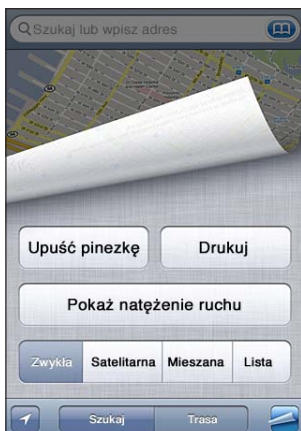 Szukaj lub wpisz adres
Upuść pinezkę
Drukuj
Pokaż natężenie ruchu
Zwykła Satelitarna Mieszana Lista
Szukaj Trasa